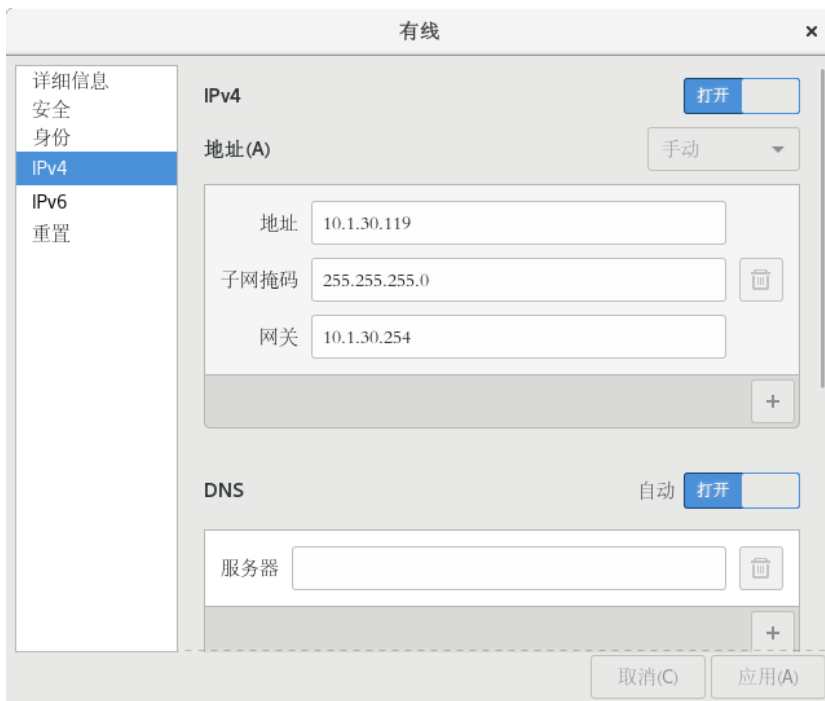 有线
详细信息
安全
身份
IPv4
IPv6
重置
IPv4 打开
地址(A) 手动
地址 10.1.30.119
子网掩码 255.255.255.0
网关 10.1.30.254
DNS 自动 打开
服务器
取消(C) 应用(A)